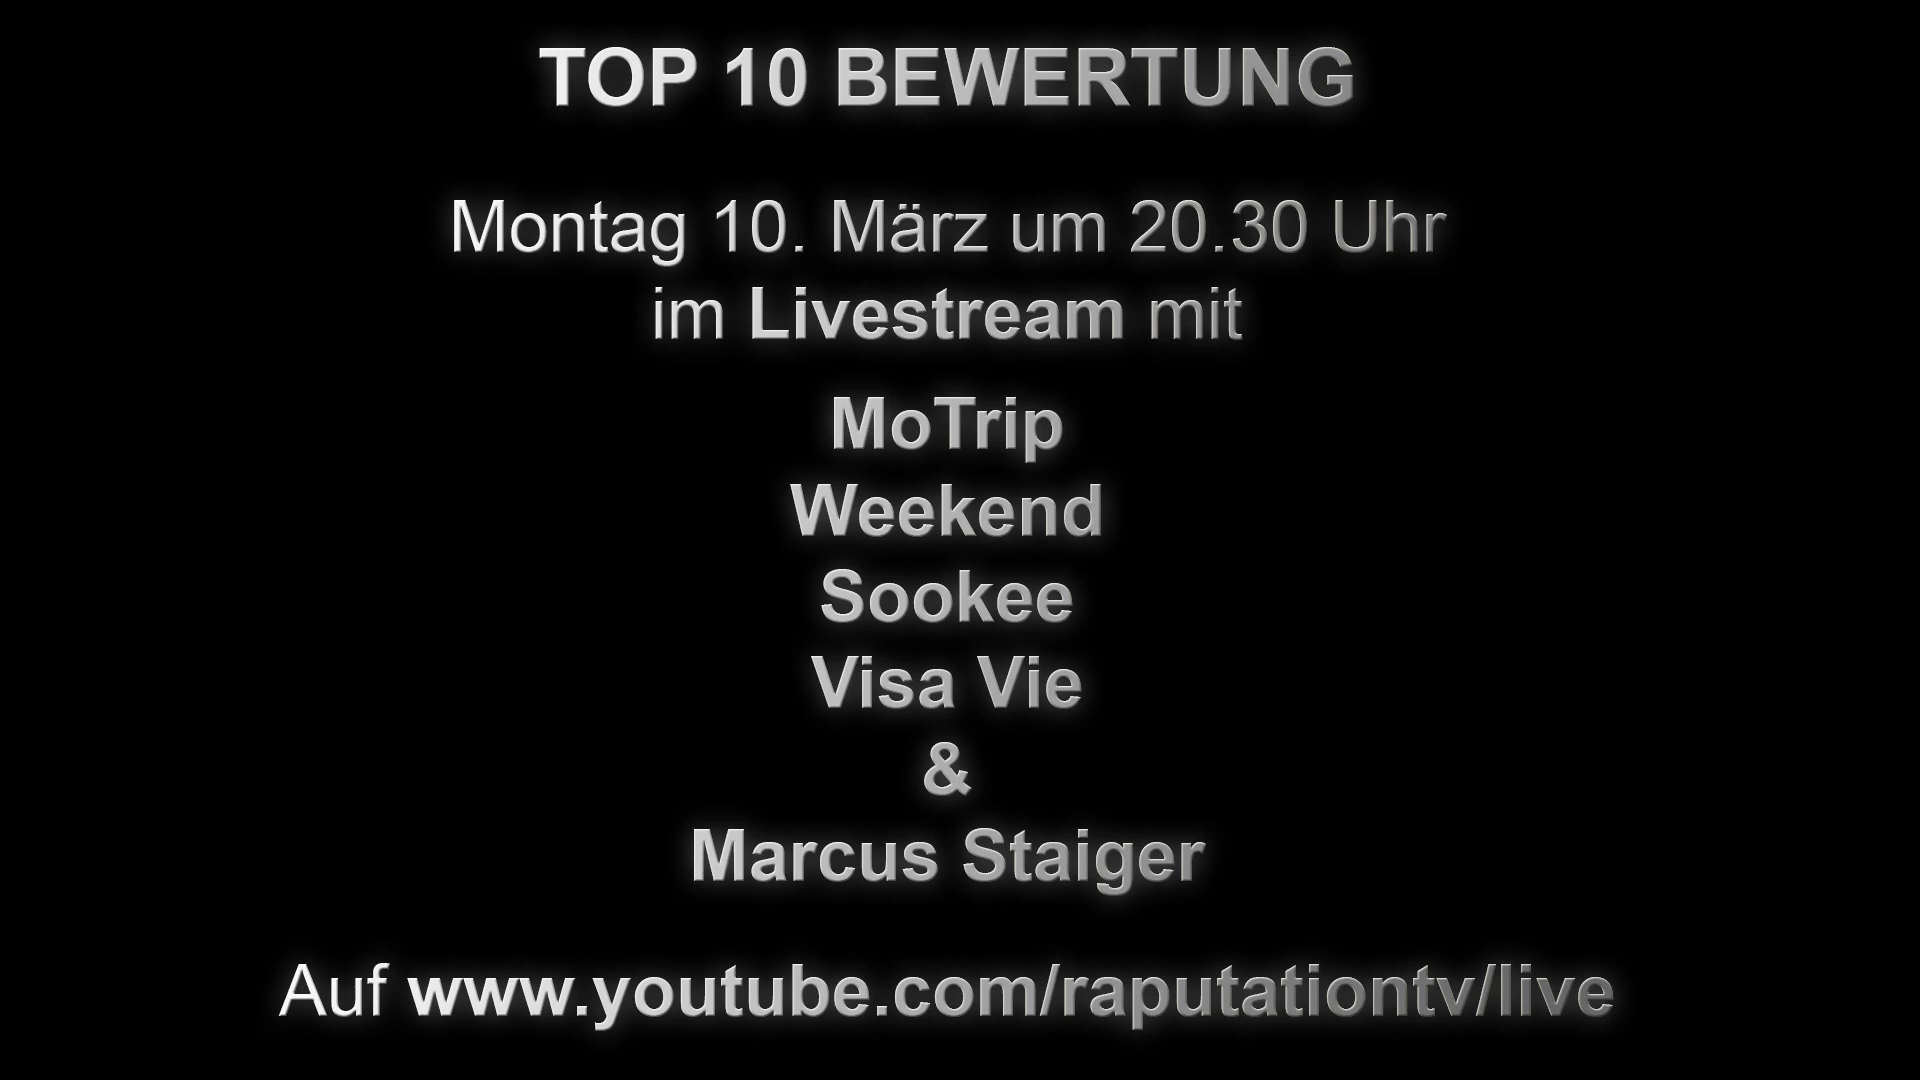 TOP 10 BEWERTUNG
Montag 10. März um 20.30 Uhr
im Livestream mit
MoTrip
Weekend
Sookee
Visa Vie
&
Marcus Staiger
Auf www.youtube.com/raputationtv/live